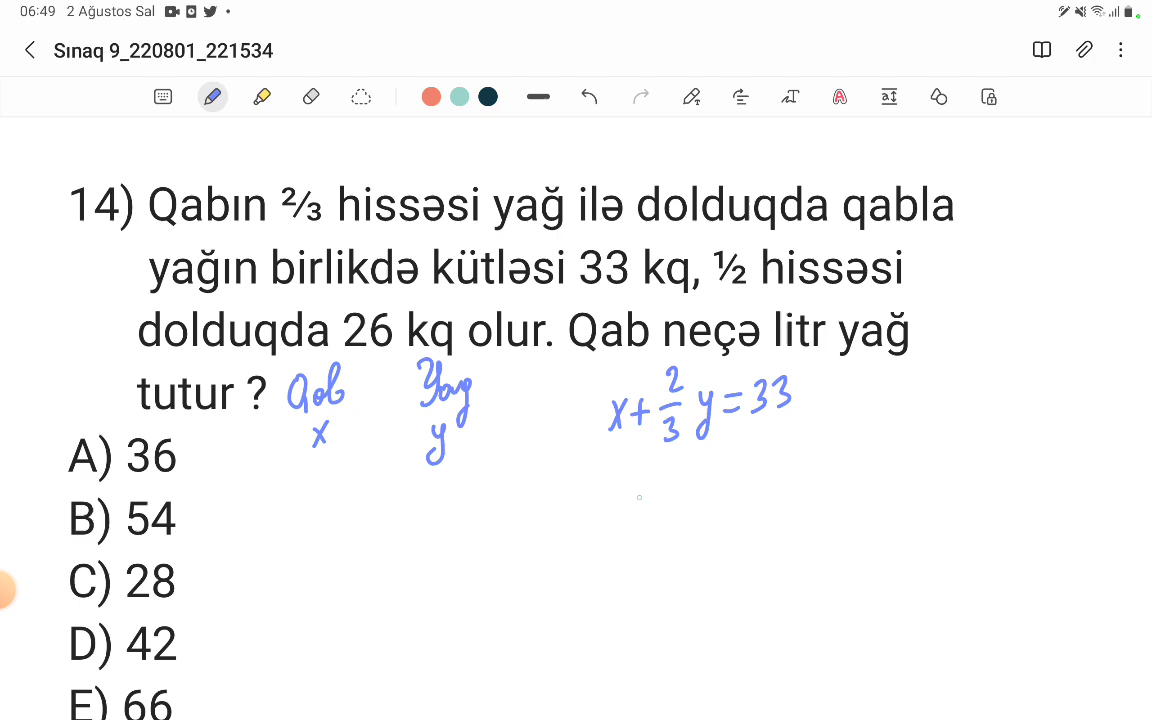 06:49 2 Ağustos Sal
Sınaq 9_220801_221534
14) Qabın ⅔ hissəsi yağ ilə dolduqda qabla
yağın birlikdə kütləsi 33 kq, ½ hissəsi
dolduqda 26 kq olur. Qab neçə litr yağ
tutur ? Qab Yağ x+2/3 y=33
x y
A) 36
B) 54
C) 28
D) 42
E) 66